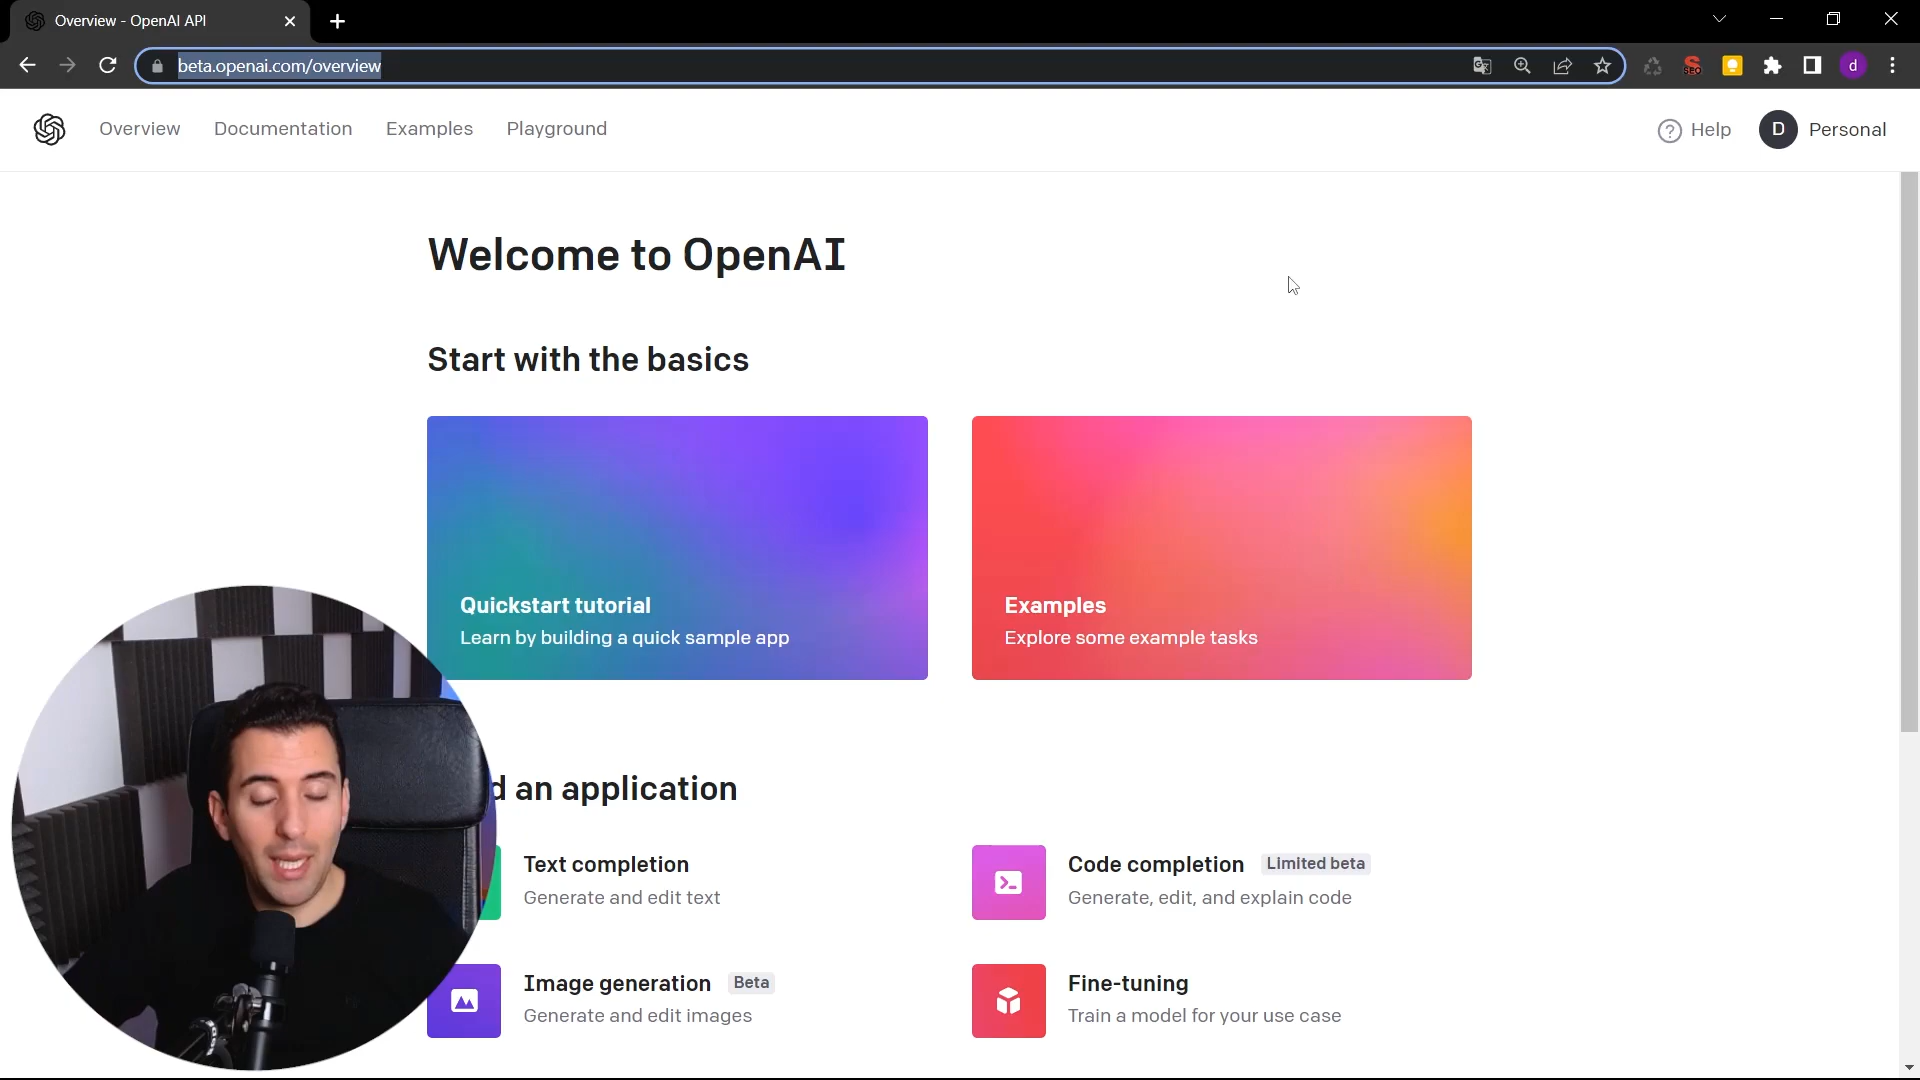 Overview - OpenAI API
beta.openai.com/overview
SEO
d
Overview
Documentation
Examples
Playground
? Help
D
Personal
Welcome to OpenAI
Start with the basics
Quickstart tutorial
Learn by building a quick sample app
Examples
Explore some example tasks
d an application
Text completion
Generate and edit text
Code completion
Limited beta
Generate, edit, and explain code
Image generation
Beta
Generate and edit images
Fine-tuning
Train a model for your use case